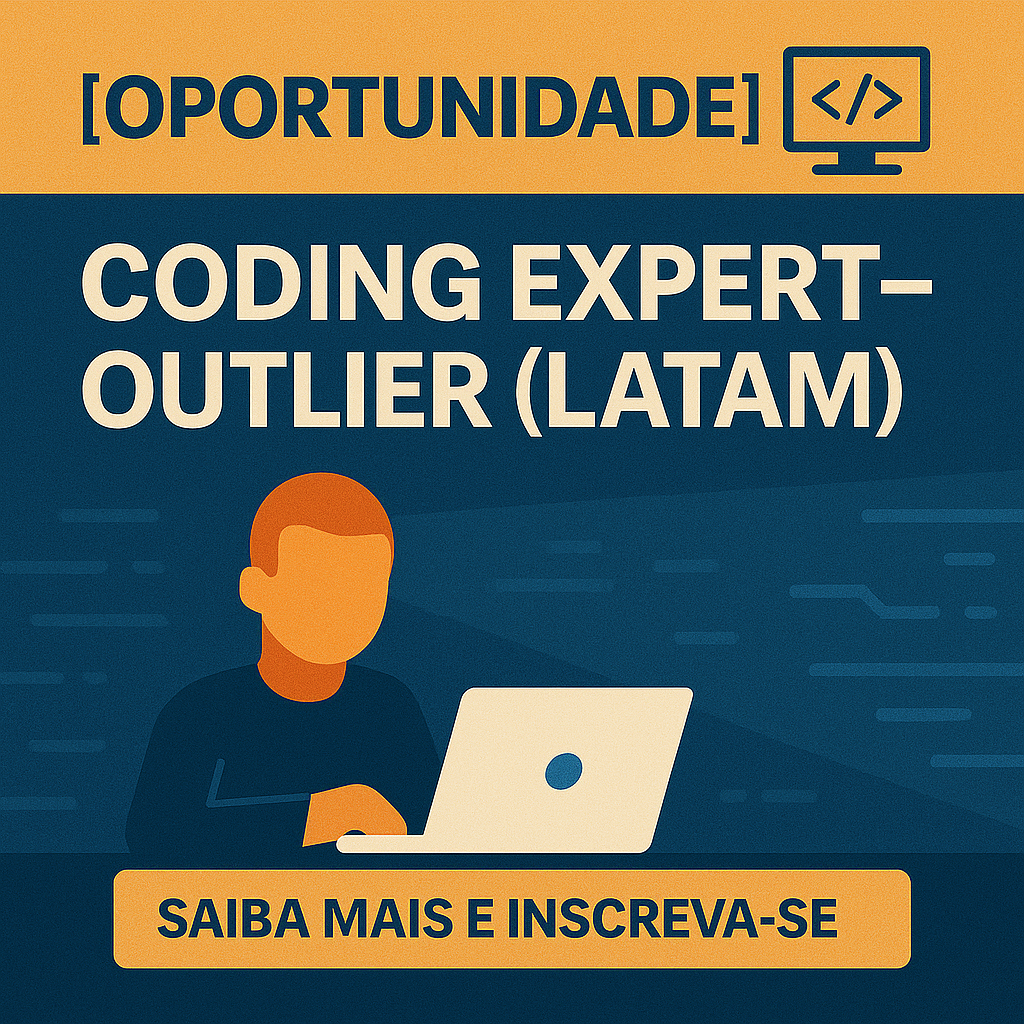 [OPORTUNIDADE]
</>
CODING EXPERT–
OUTLIER (LATAM)
SAIBA MAIS E INSCREVA-SE